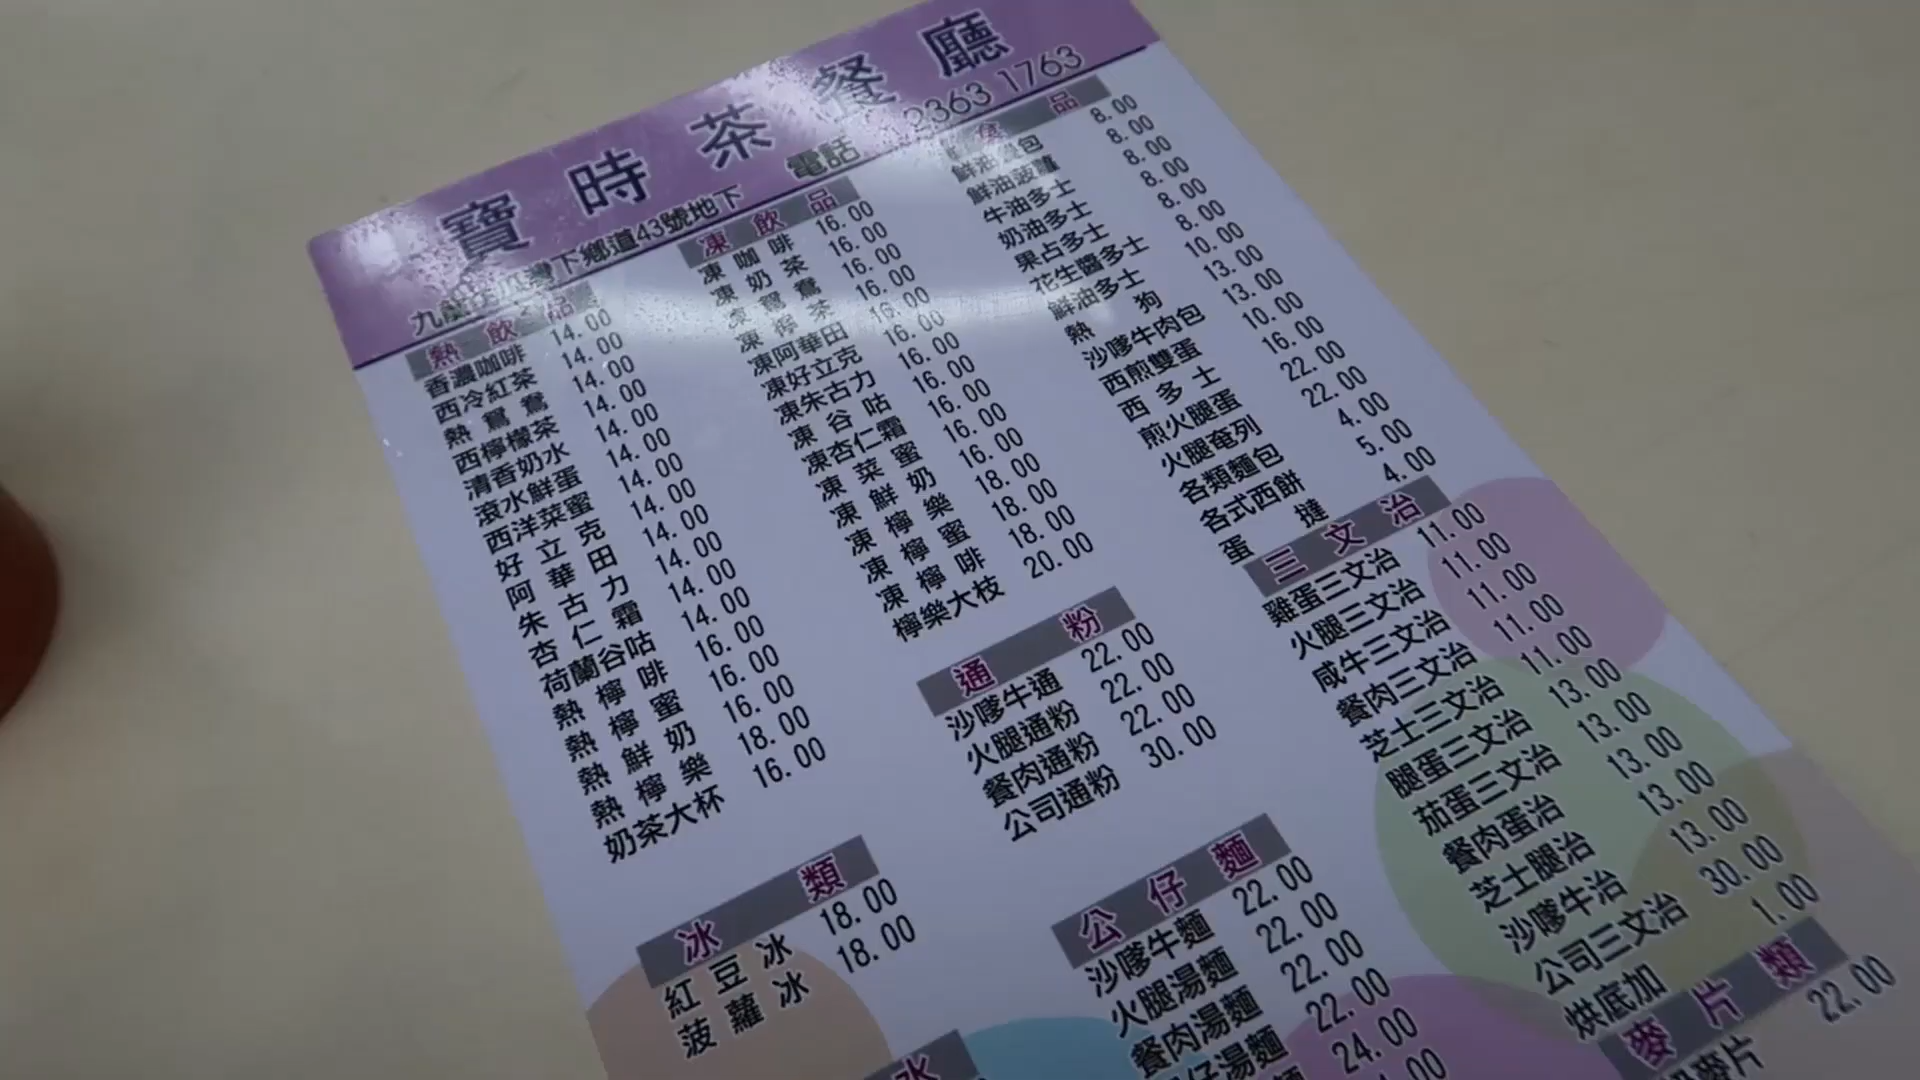 寶時茶餐廳
九龍土瓜灣下鄉道43號地下 電話 2363 1763
熱飲品
香濃咖啡 14.00
西冷紅茶 14.00
熱鴛鴦 14.00
西檸檬茶 14.00
清香奶水 14.00
滾水鮮蛋 14.00
西洋菜蜜 14.00
好立克 14.00
阿華田 14.00
朱古力 14.00
杏仁霜 14.00
荷蘭谷咕 14.00
熱檸啡 16.00
熱檸蜜 16.00
熱鮮奶 16.00
熱檸樂 18.00
奶茶大杯 16.00
冰類
紅豆冰 18.00
菠蘿冰 18.00
水
凍飲品
凍咖啡 16.00
凍奶茶 16.00
凍鴛鴦 16.00
凍檸茶 16.00
凍阿華田 16.00
凍好立克 16.00
凍朱古力 16.00
凍谷咕 16.00
凍杏仁霜 16.00
凍菜蜜 16.00
凍鮮奶 16.00
凍檸樂 18.00
凍檸蜜 18.00
凍檸啡 18.00
檸樂大枝 20.00
通粉
沙嗲牛通 22.00
火腿通粉 22.00
餐肉通粉 22.00
公司通粉 30.00
公仔麵
沙嗲牛麵 22.00
火腿湯麵 22.00
餐肉湯麵 22.00
仔湯麵 22.00
麵 24.00
品
鮮油包 8.00
鮮油菠蘿 8.00
牛油多士 8.00
奶油多士 8.00
果占多士 8.00
花生醬多士 8.00
鮮油多士 10.00
熱狗 13.00
沙嗲牛肉包 13.00
西煎雙蛋 10.00
西多士 16.00
煎火腿蛋 22.00
火腿奄列 22.00
各類麵包 4.00
各式西餅 5.00
蛋撻 4.00
三文治
雞蛋三文治 11.00
火腿三文治 11.00
咸牛三文治 11.00
餐肉三文治 11.00
芝士三文治 11.00
腿蛋三文治 13.00
茄蛋三文治 13.00
餐肉蛋治 13.00
芝士腿治 13.00
沙嗲牛治 13.00
公司三文治 30.00
烘底加 1.00
麥片類
麥片 22.00